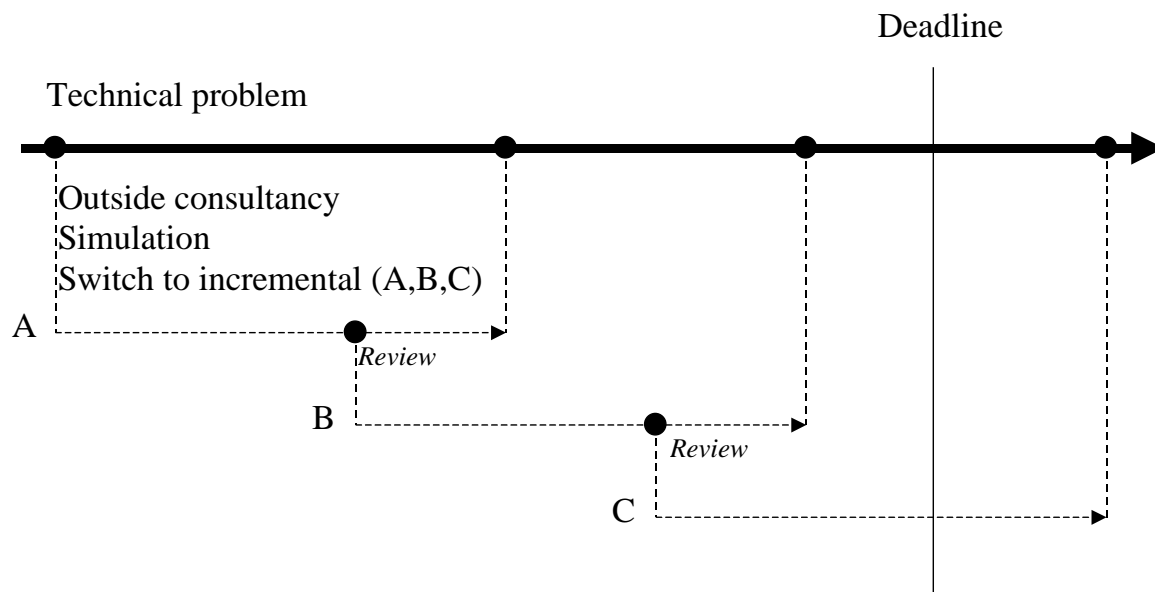 Deadline
Technical problem
Outside consultancy
Simulation
Switch to incremental (A,B,C)
A
Review
B
Review
C